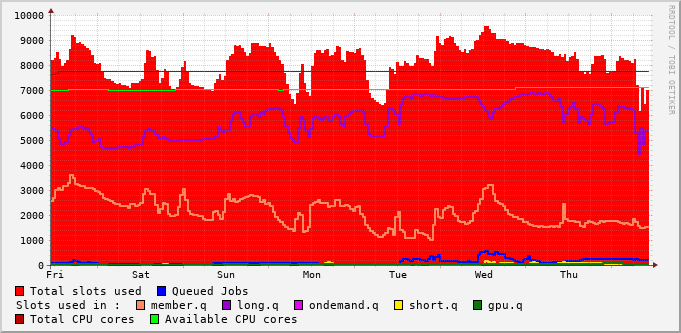 10000
9000
8000
7000
6000
5000
4000
3000
2000
1000
0
Fri Sat Sun Mon Tue Wed Thu
RRDTOOL / TOBI OETIKER
Total slots used Queued Jobs
Slots used in : member.q long.q ondemand.q short.q gpu.q
Total CPU cores Available CPU cores